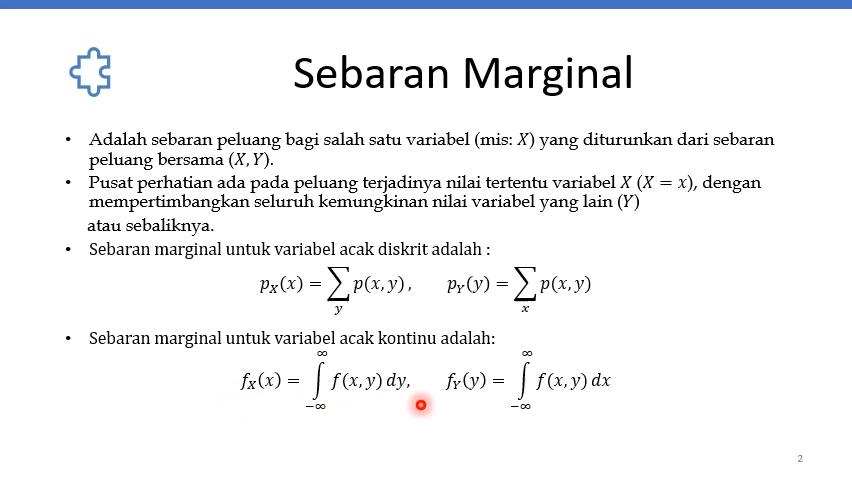 Sebaran Marginal
• Adalah sebaran peluang bagi salah satu variabel (mis: 𝑋) yang diturunkan dari sebaran
peluang bersama (𝑋, 𝑌).
• Pusat perhatian ada pada peluang terjadinya nilai tertentu variabel 𝑋 (𝑋 = 𝑥), dengan
mempertimbangkan seluruh kemungkinan nilai variabel yang lain (𝑌)
atau sebaliknya.
• Sebaran marginal untuk variabel acak diskrit adalah :
p_X(x) = ∑_y p(x, y) , p_Y(y) = ∑_x p(x, y)
• Sebaran marginal untuk variabel acak kontinu adalah:
f_X(x) = ∫_{−∞}^{∞} f(x, y) dy, f_Y(y) = ∫_{−∞}^{∞} f(x, y) dx
2